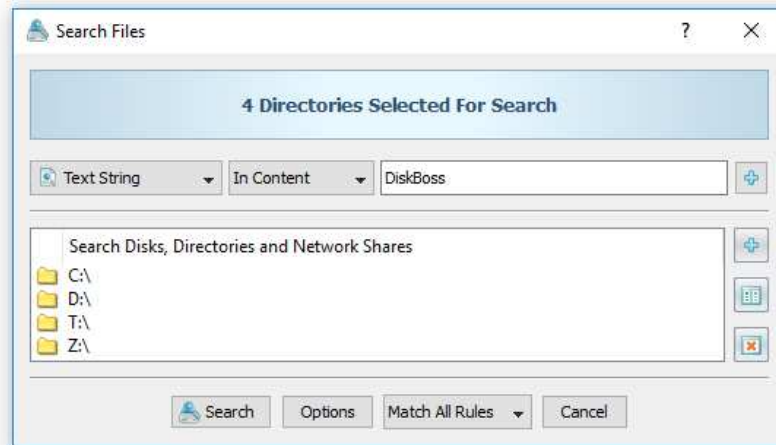 Search Files ?
4 Directories Selected For Search
Text String In Content DiskBoss
Search Disks, Directories and Network Shares
C:\
D:\
T:\
Z:\
Search Options Match All Rules Cancel